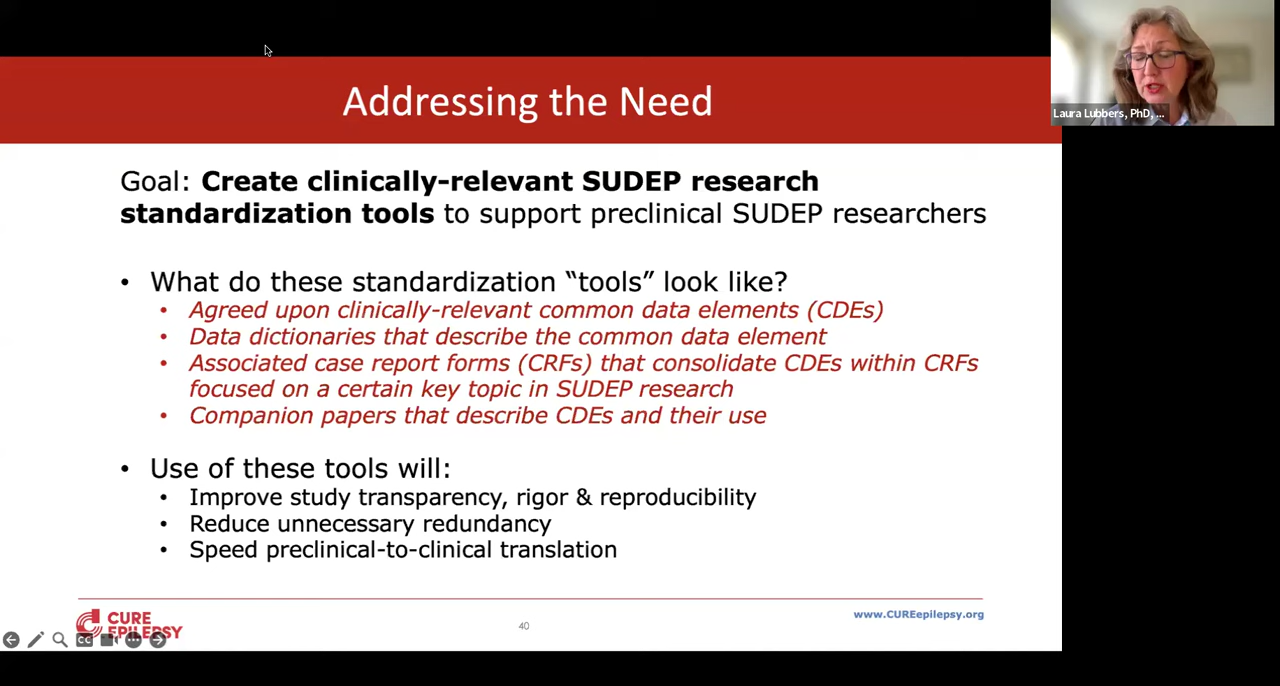 Addressing the Need
Laura Lubbers, PhD, ...
Goal: Create clinically-relevant SUDEP research
standardization tools to support preclinical SUDEP researchers
• What do these standardization “tools” look like?
• Agreed upon clinically-relevant common data elements (CDEs)
• Data dictionaries that describe the common data element
• Associated case report forms (CRFs) that consolidate CDEs within CRFs
focused on a certain key topic in SUDEP research
• Companion papers that describe CDEs and their use
• Use of these tools will:
• Improve study transparency, rigor & reproducibility
• Reduce unnecessary redundancy
• Speed preclinical-to-clinical translation
CURE
EPILEPSY
40
www.CUREepilepsy.org
CC